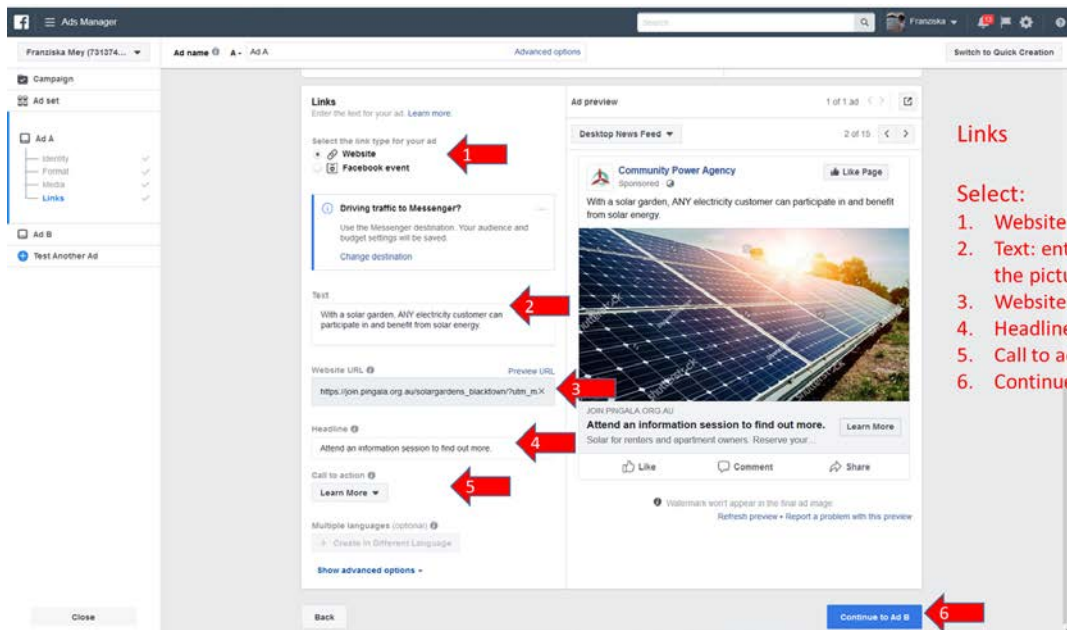 Ads Manager
Search
Franziska
Franziska Mey (731374...
Ad name A - Ad A
Advanced options
Switch to Quick Creation
Campaign
Ad set
Ad A
Identity
Format
Media
Links
Ad B
Test Another Ad
Close
Links
Enter the text for your ad. Learn more.
Select the link type for your ad
Website
Facebook event
1
Driving traffic to Messenger?
Use the Messenger destination. Your audience and
budget settings will be saved.
Change destination
Text
With a solar garden, ANY electricity customer can
participate in and benefit from solar energy.
2
Website URL
Preview URL
https://join.pingala.org.au/solargardens_blacktown/?utm_m
3
Headline
Attend an information session to find out more.
4
Call to action
Learn More
5
Multiple languages (optional)
+ Create in Different Language
Show advanced options
Back
Continue to Ad B
6
Ad preview
1 of 1 ad
Desktop News Feed
2 of 15
Community Power Agency
Sponsored
Like Page
With a solar garden, ANY electricity customer can participate in and benefit
from solar energy.
shutterstock
JOIN.PINGALA.ORG.AU
Attend an information session to find out more.
Learn More
Solar for renters and apartment owners. Reserve your...
Like
Comment
Share
Watermark won't appear in the final ad image.
Refresh preview • Report a problem with this preview
Links
Select:
1. Website
2. Text: ent
the pictu
3. Website
4. Headline
5. Call to a
6. Continue